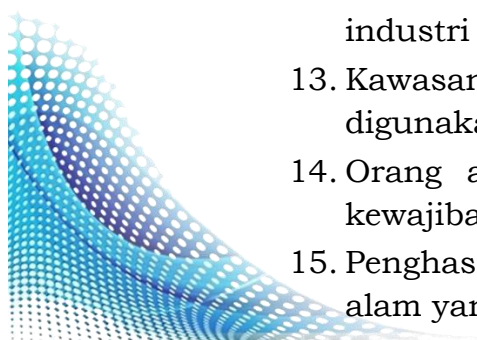 industri
13. Kawasan
digunaka
14. Orang a
kewajiba
15. Penghas
alam yan